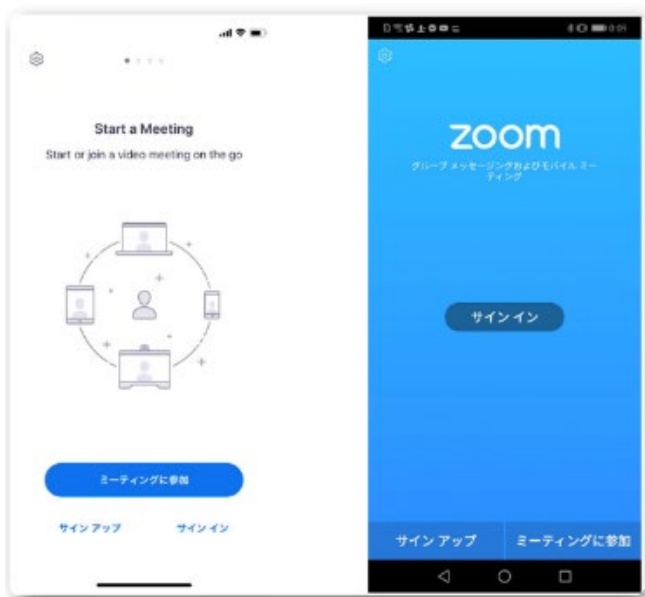 Start a Meeting
Start or join a video meeting on the go
ミーティングに参加
サイン アップ
サイン イン
zoom
グループ メッセージングおよびモバイル ミー
ティング
サイン イン
サイン アップ
ミーティングに参加